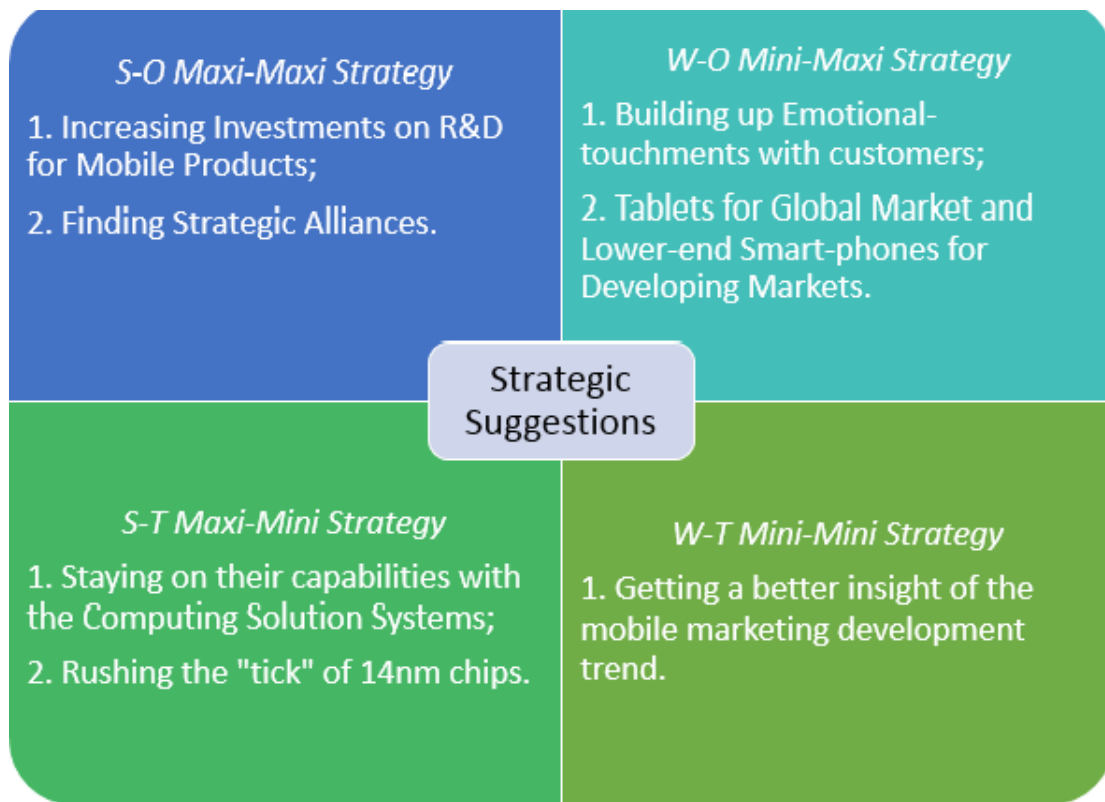 S-O Maxi-Maxi Strategy
1. Increasing Investments on R&D
for Mobile Products;
2. Finding Strategic Alliances.
W-O Mini-Maxi Strategy
1. Building up Emotional-
touchments with customers;
2. Tablets for Global Market and
Lower-end Smart-phones for
Developing Markets.
Strategic
Suggestions
S-T Maxi-Mini Strategy
1. Staying on their capabilities with
the Computing Solution Systems;
2. Rushing the "tick" of 14nm chips.
W-T Mini-Mini Strategy
1. Getting a better insight of the
mobile marketing development
trend.